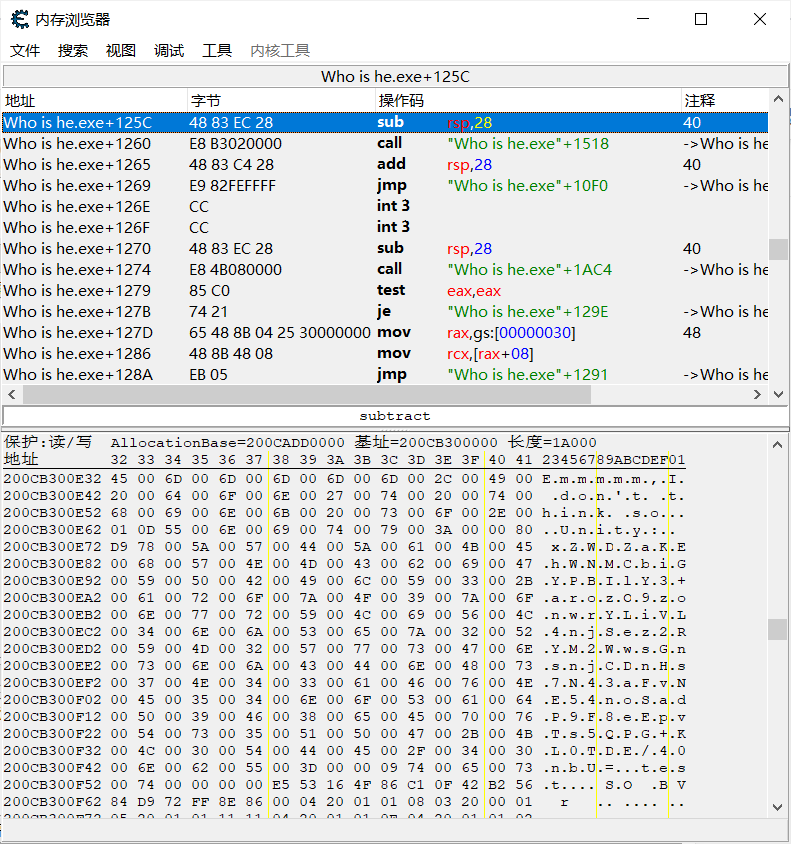 内存浏览器
文件 搜索 视图 调试 工具 内核工具
Who is he.exe+125C
地址 字节 操作码 注释
Who is he.exe+125C 48 83 EC 28 sub rsp,28 40
Who is he.exe+1260 E8 B3020000 call "Who is he.exe"+1518 ->Who is he
Who is he.exe+1265 48 83 C4 28 add rsp,28 40
Who is he.exe+1269 E9 82FEFFFF jmp "Who is he.exe"+10F0 ->Who is he
Who is he.exe+126E CC int 3
Who is he.exe+126F CC int 3
Who is he.exe+1270 48 83 EC 28 sub rsp,28 40
Who is he.exe+1274 E8 4B080000 call "Who is he.exe"+1AC4 ->Who is he
Who is he.exe+1279 85 C0 test eax,eax
Who is he.exe+127B 74 21 je "Who is he.exe"+129E ->Who is he
Who is he.exe+127D 65 48 8B 04 25 30000000 mov rax,gs:[00000030] 48
Who is he.exe+1286 48 8B 48 08 mov rcx,[rax+08]
Who is he.exe+128A EB 05 jmp "Who is he.exe"+1291 ->Who is he
subtract
保护:读/写 AllocationBase=200CADD0000 基址=200CB300000 长度=1A000
地址 32 33 34 35 36 37 38 39 3A 3B 3C 3D 3E 3F 40 41 23456789ABCDEF01
200CB300E32 45 00 6D 00 6D 00 6D 00 6D 00 6D 00 2C 00 49 00 E.m.m.m.m.m.,.I.
200CB300E42 20 00 64 00 6F 00 6E 00 27 00 74 00 20 00 74 00 .d.o.n.'.t. .t.
200CB300E52 68 00 69 00 6E 00 6B 00 20 00 73 00 6F 00 2E 00 h.i.n.k. .s.o...
200CB300E62 01 0D 55 00 6E 00 69 00 74 00 79 00 3A 00 00 80 ..U.n.i.t.y.:..
200CB300E72 D9 78 00 5A 00 57 00 44 00 5A 00 61 00 4B 00 45 x.Z.W.D.Z.a.K.E
200CB300E82 00 68 00 57 00 4E 00 4D 00 43 00 62 00 69 00 47 .h.W.N.M.C.b.i.G
200CB300E92 00 59 00 50 00 42 00 49 00 6C 00 59 00 33 00 2B .Y.P.B.I.l.Y.3.+
200CB300EA2 00 61 00 72 00 6F 00 7A 00 4F 00 39 00 7A 00 6F .a.r.o.z.O.9.z.o
200CB300EB2 00 6E 00 77 00 72 00 59 00 4C 00 69 00 56 00 4C .n.w.r.Y.L.i.V.L
200CB300EC2 00 34 00 6E 00 6A 00 53 00 65 00 7A 00 32 00 52 .4.n.j.S.e.z.2.R
200CB300ED2 00 59 00 4D 00 32 00 57 00 77 00 73 00 47 00 6E .Y.M.2.W.w.s.G.n
200CB300EE2 00 73 00 6E 00 6A 00 43 00 44 00 6E 00 48 00 73 .s.n.j.C.D.n.H.s
200CB300EF2 00 37 00 4E 00 34 00 33 00 61 00 46 00 76 00 4E .7.N.4.3.a.F.v.N
200CB300F02 00 45 00 35 00 34 00 6E 00 6F 00 53 00 61 00 64 .E.5.4.n.o.S.a.d
200CB300F12 00 50 00 39 00 46 00 38 00 65 00 45 00 70 00 76 .P.9.F.8.e.E.p.v
200CB300F22 00 54 00 73 00 35 00 51 00 50 00 47 00 2B 00 4B .T.s.5.Q.P.G.+.K
200CB300F32 00 4C 00 30 00 54 00 44 00 45 00 2F 00 34 00 30 .L.0.T.D.E./.4.0
200CB300F42 00 6E 00 62 00 55 00 3D 00 00 09 74 00 65 00 73 .n.b.U.=...t.e.s
200CB300F52 00 74 00 00 00 00 E5 53 16 4F 86 C1 0F 42 B2 56 .t.... S.O .B V
200CB300F62 84 D9 72 FF 8E 86 00 04 20 01 01 08 03 20 00 01 r .. .... ..